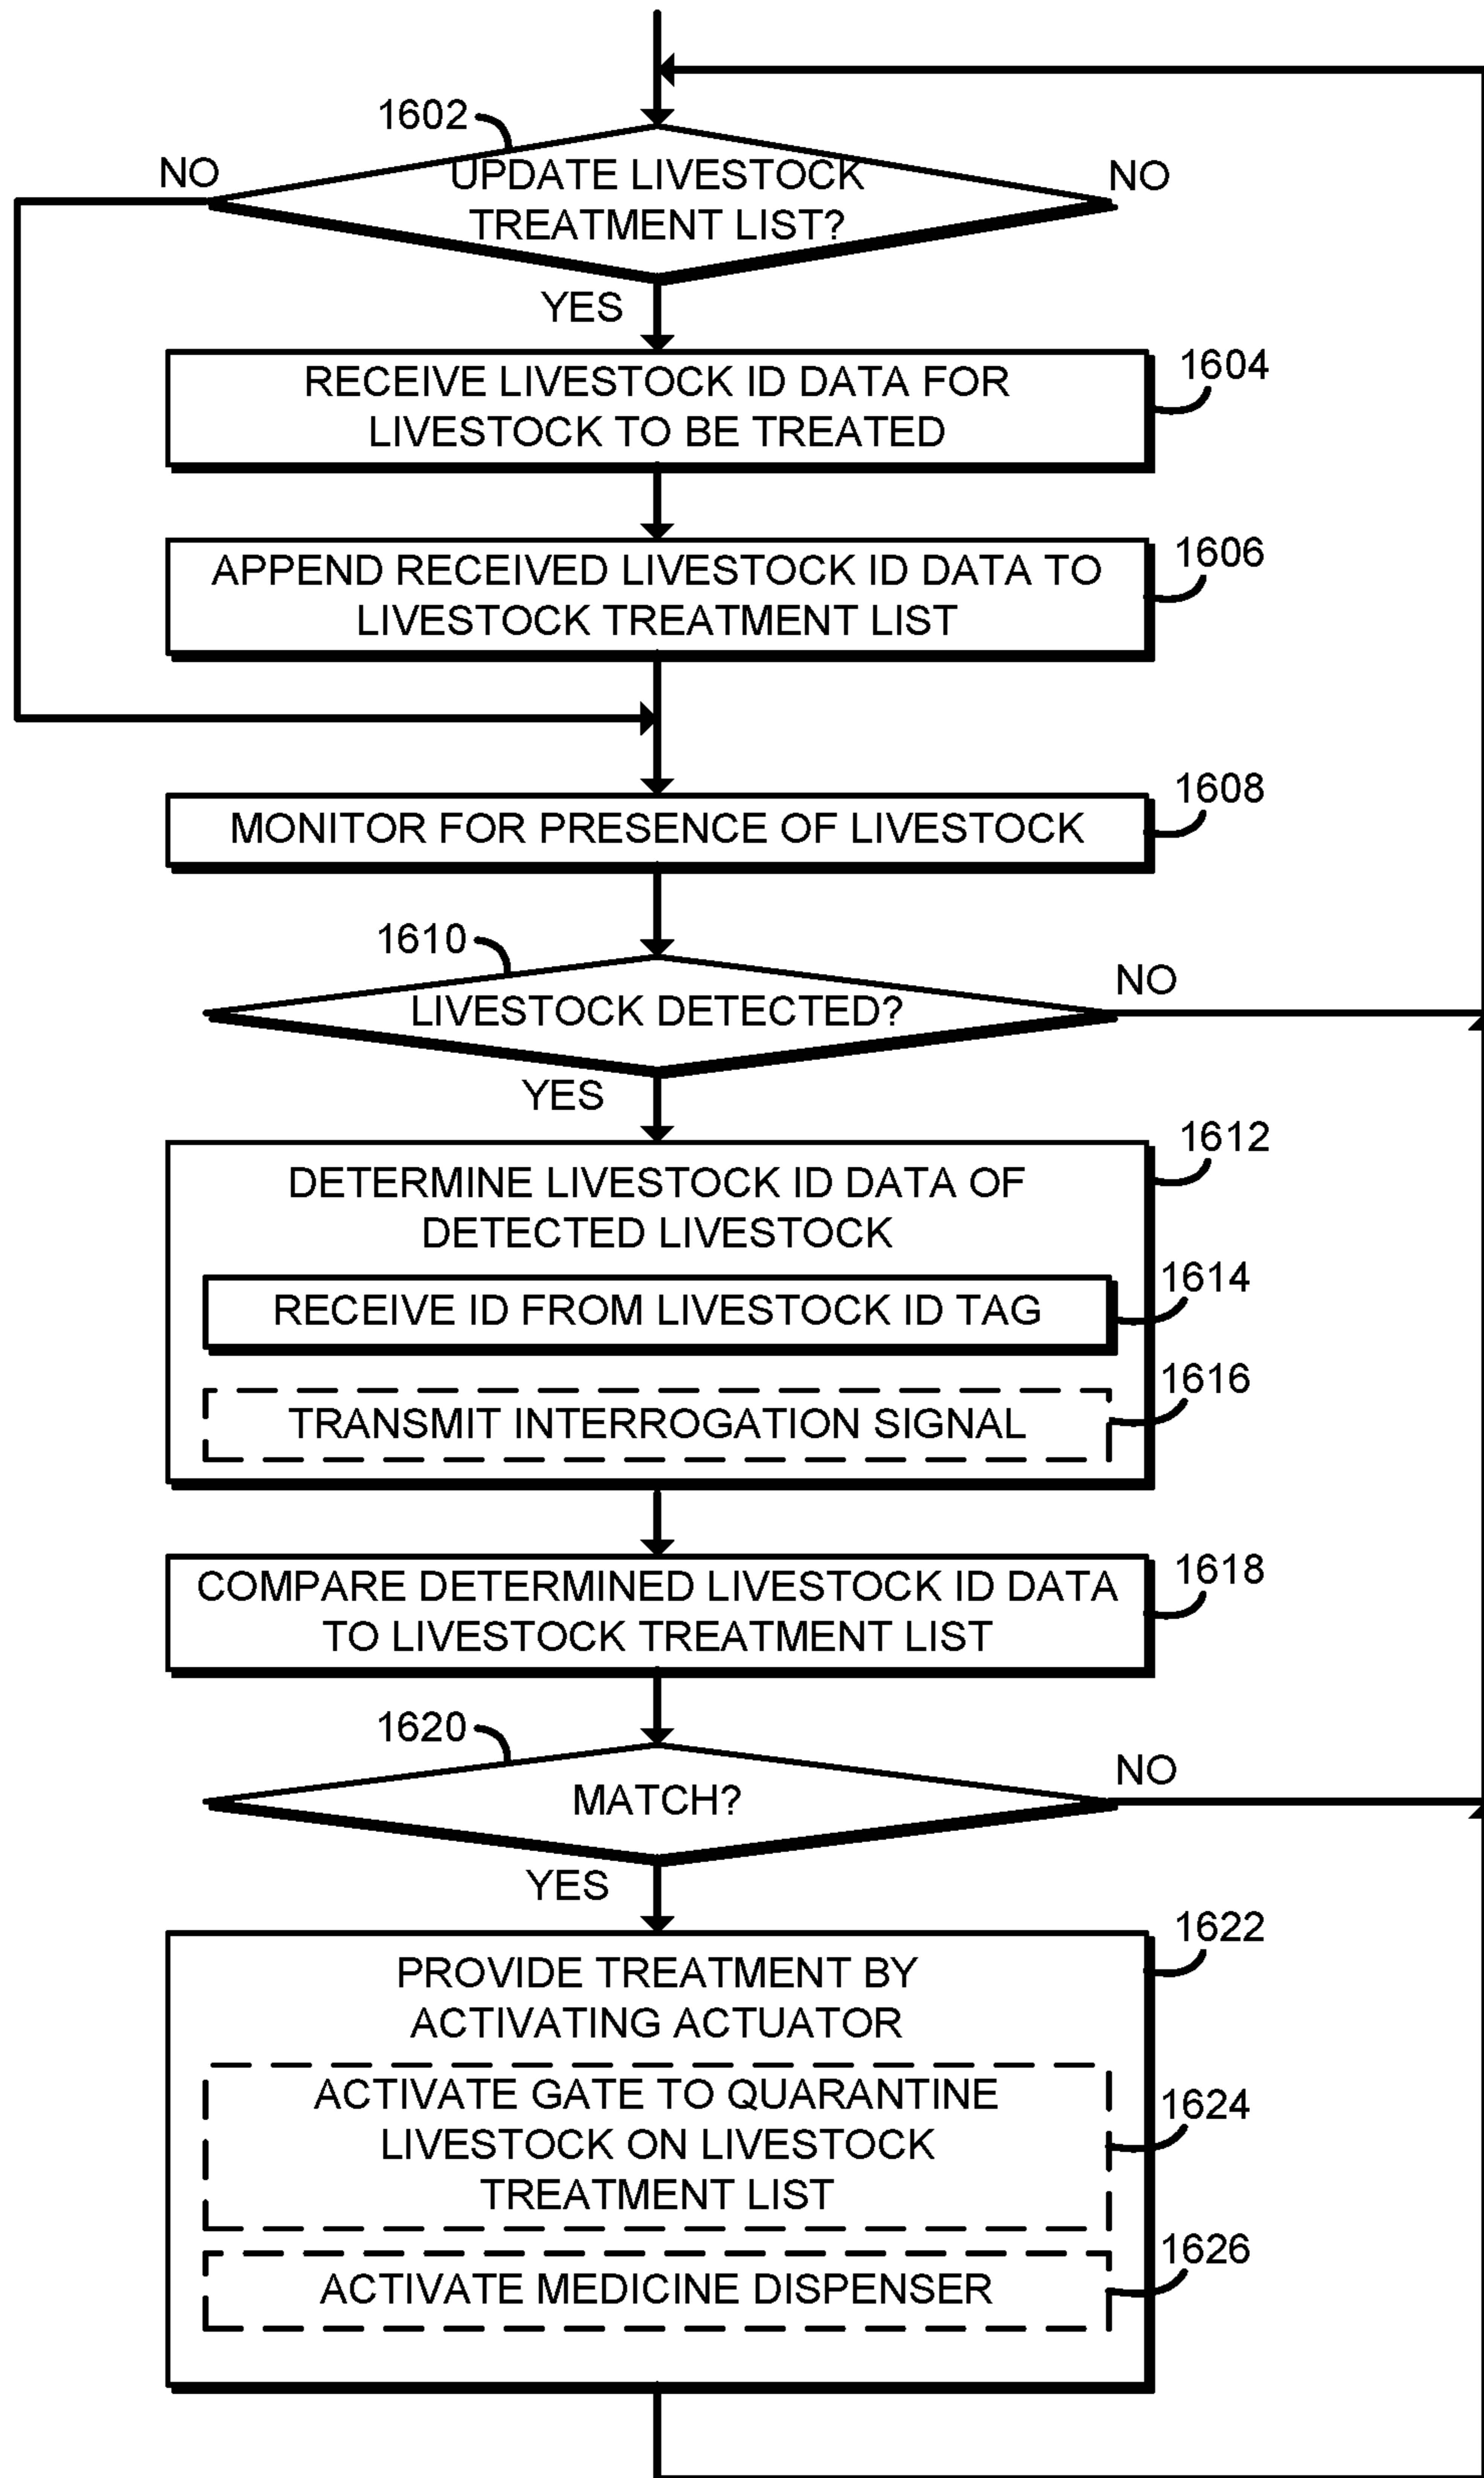 1602
NO
UPDATE LIVESTOCK
TREATMENT LIST?
NO
YES
RECEIVE LIVESTOCK ID DATA FOR
LIVESTOCK TO BE TREATED
1604
APPEND RECEIVED LIVESTOCK ID DATA TO
LIVESTOCK TREATMENT LIST
1606
MONITOR FOR PRESENCE OF LIVESTOCK
1608
1610
LIVESTOCK DETECTED?
NO
YES
1612
DETERMINE LIVESTOCK ID DATA OF
DETECTED LIVESTOCK
RECEIVE ID FROM LIVESTOCK ID TAG
1614
TRANSMIT INTERROGATION SIGNAL
1616
COMPARE DETERMINED LIVESTOCK ID DATA
TO LIVESTOCK TREATMENT LIST
1618
1620
MATCH?
NO
YES
1622
PROVIDE TREATMENT BY
ACTIVATING ACTUATOR
ACTIVATE GATE TO QUARANTINE
LIVESTOCK ON LIVESTOCK
TREATMENT LIST
1624
ACTIVATE MEDICINE DISPENSER
1626